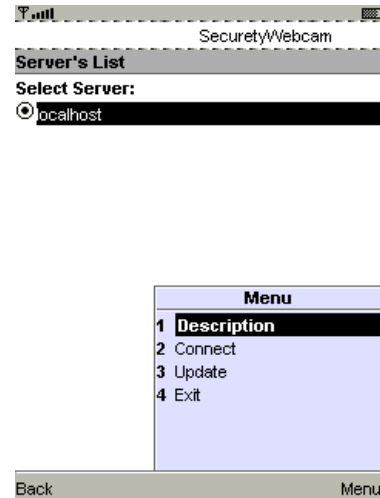 SecuretyWebcam
Server's List
Select Server:
localhost
Menu
1 Description
2 Connect
3 Update
4 Exit
Back Menu